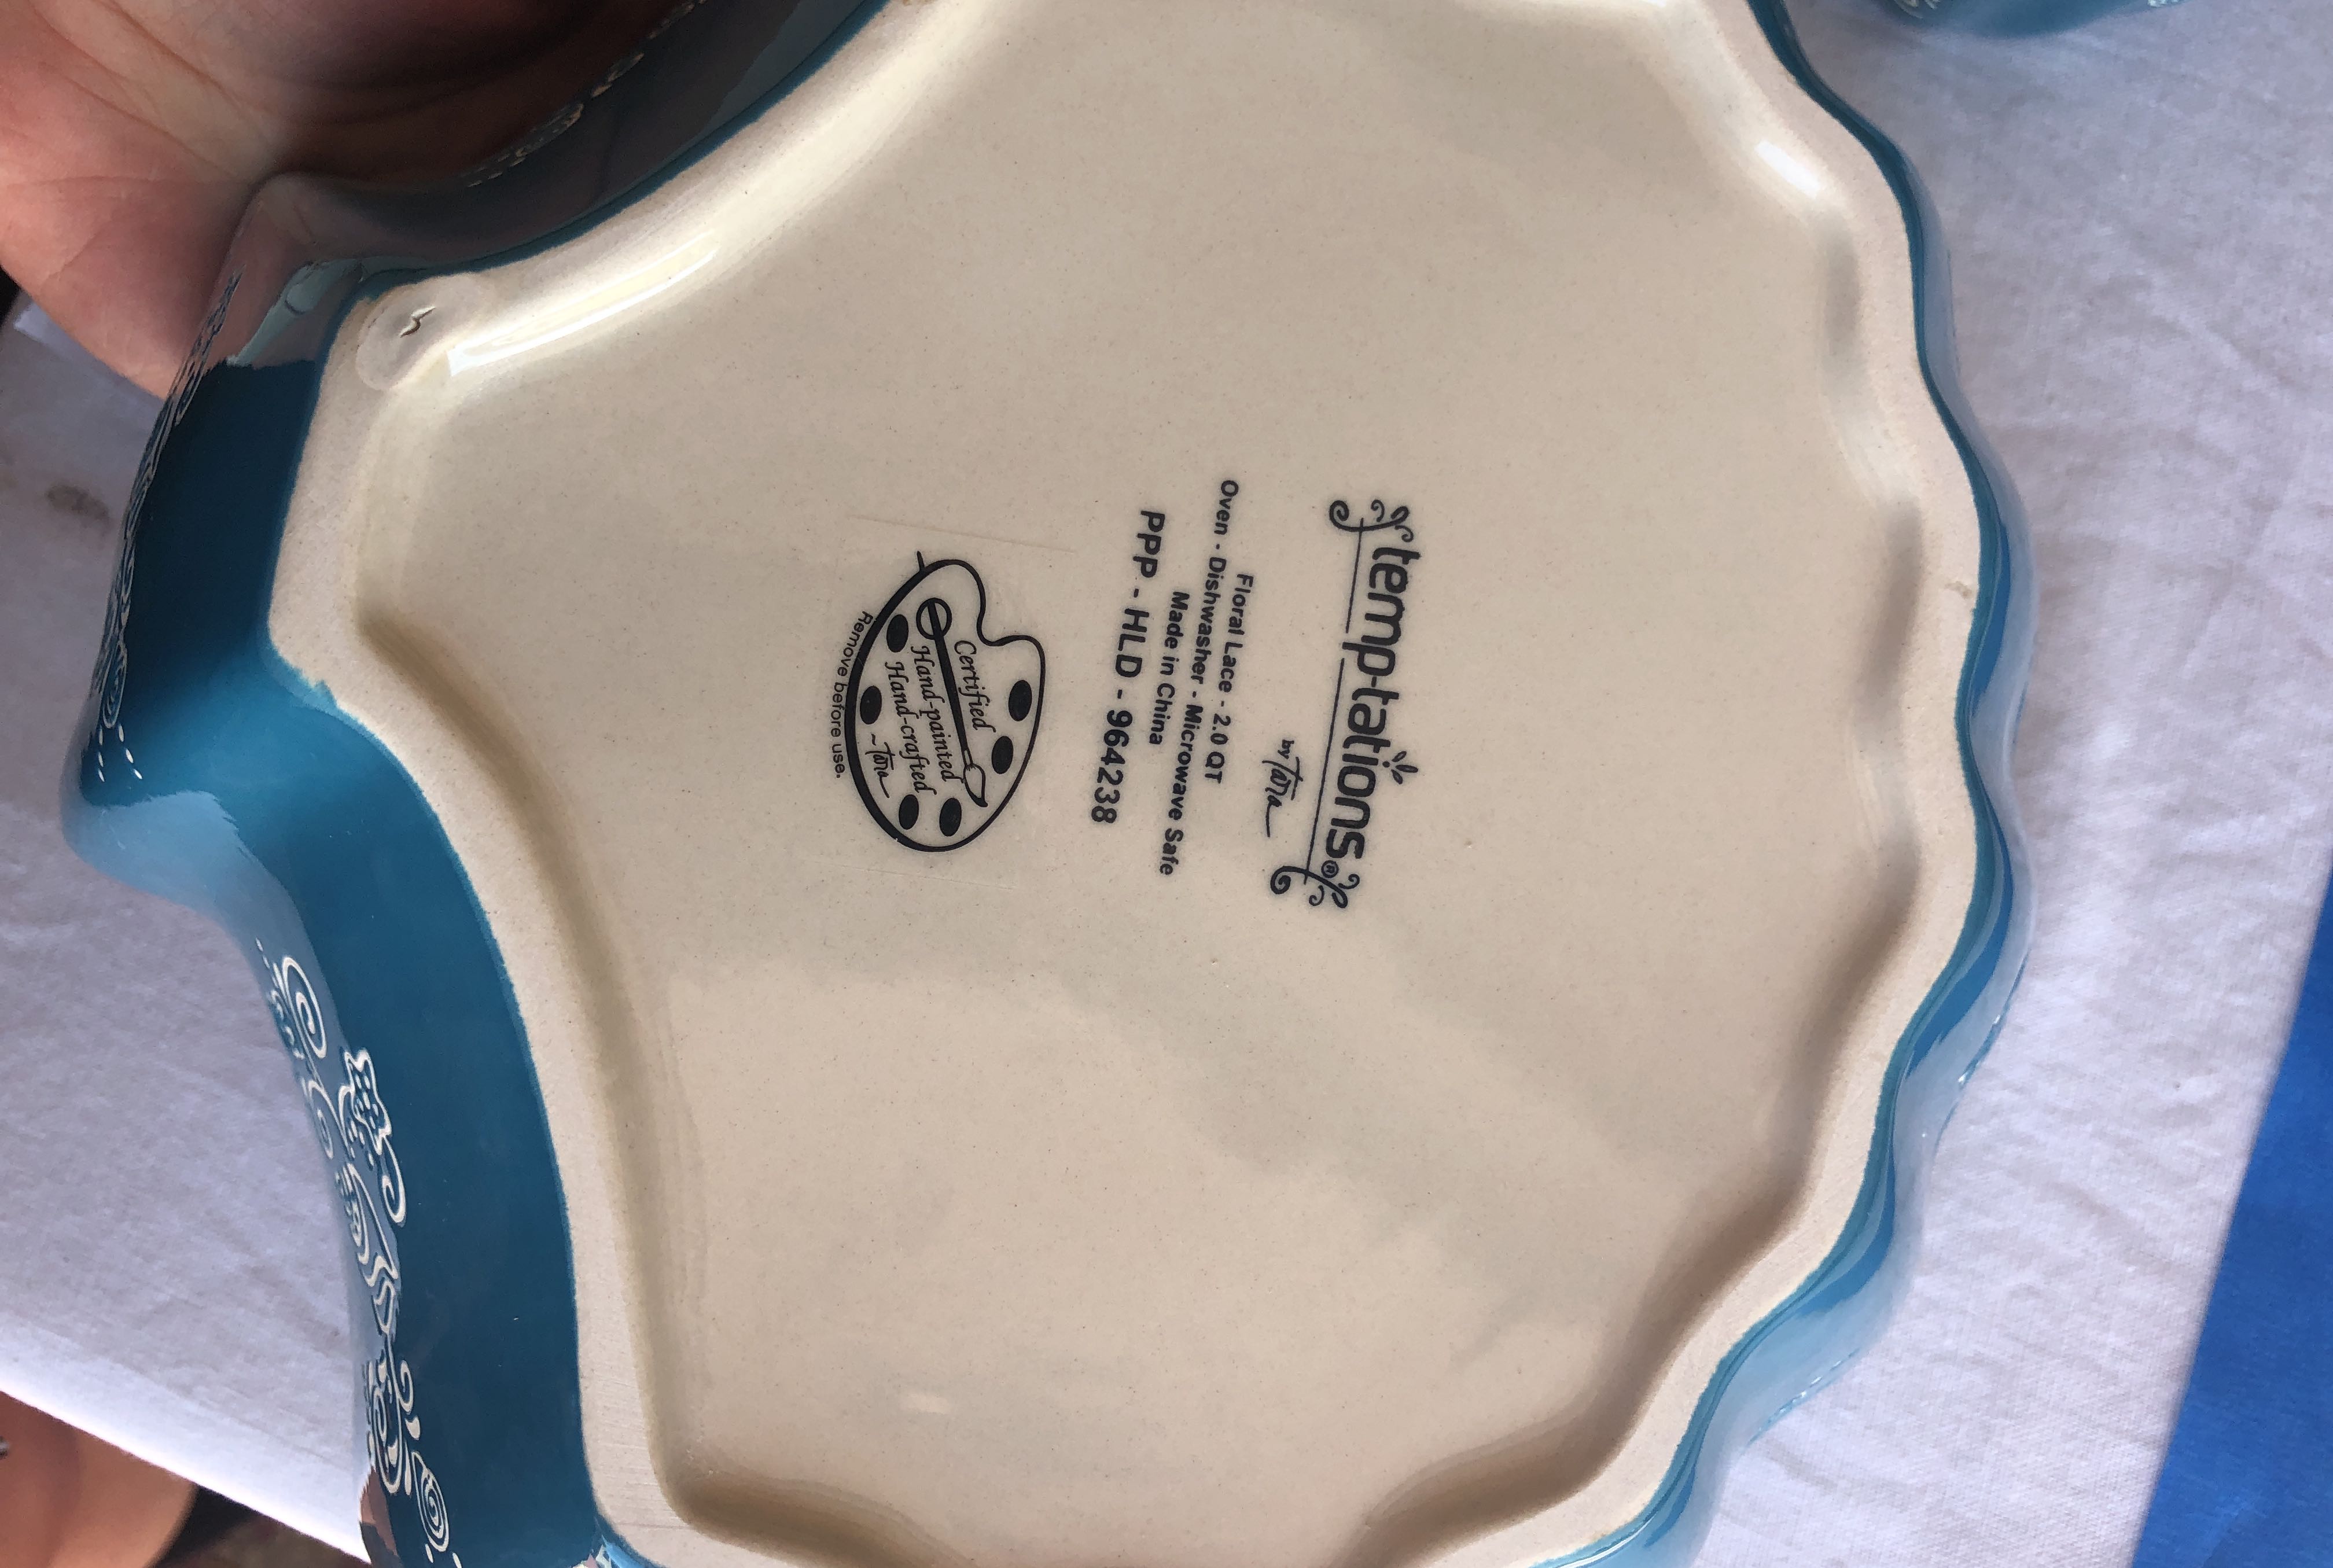 temp-tations®
by Tara
Floral Lace - 2.0 QT
Oven - Dishwasher - Microwave Safe
Made in China
PPP - HLD - 964238
Certified
Hand-painted
Hand-crafted
~Tara
Remove before use.